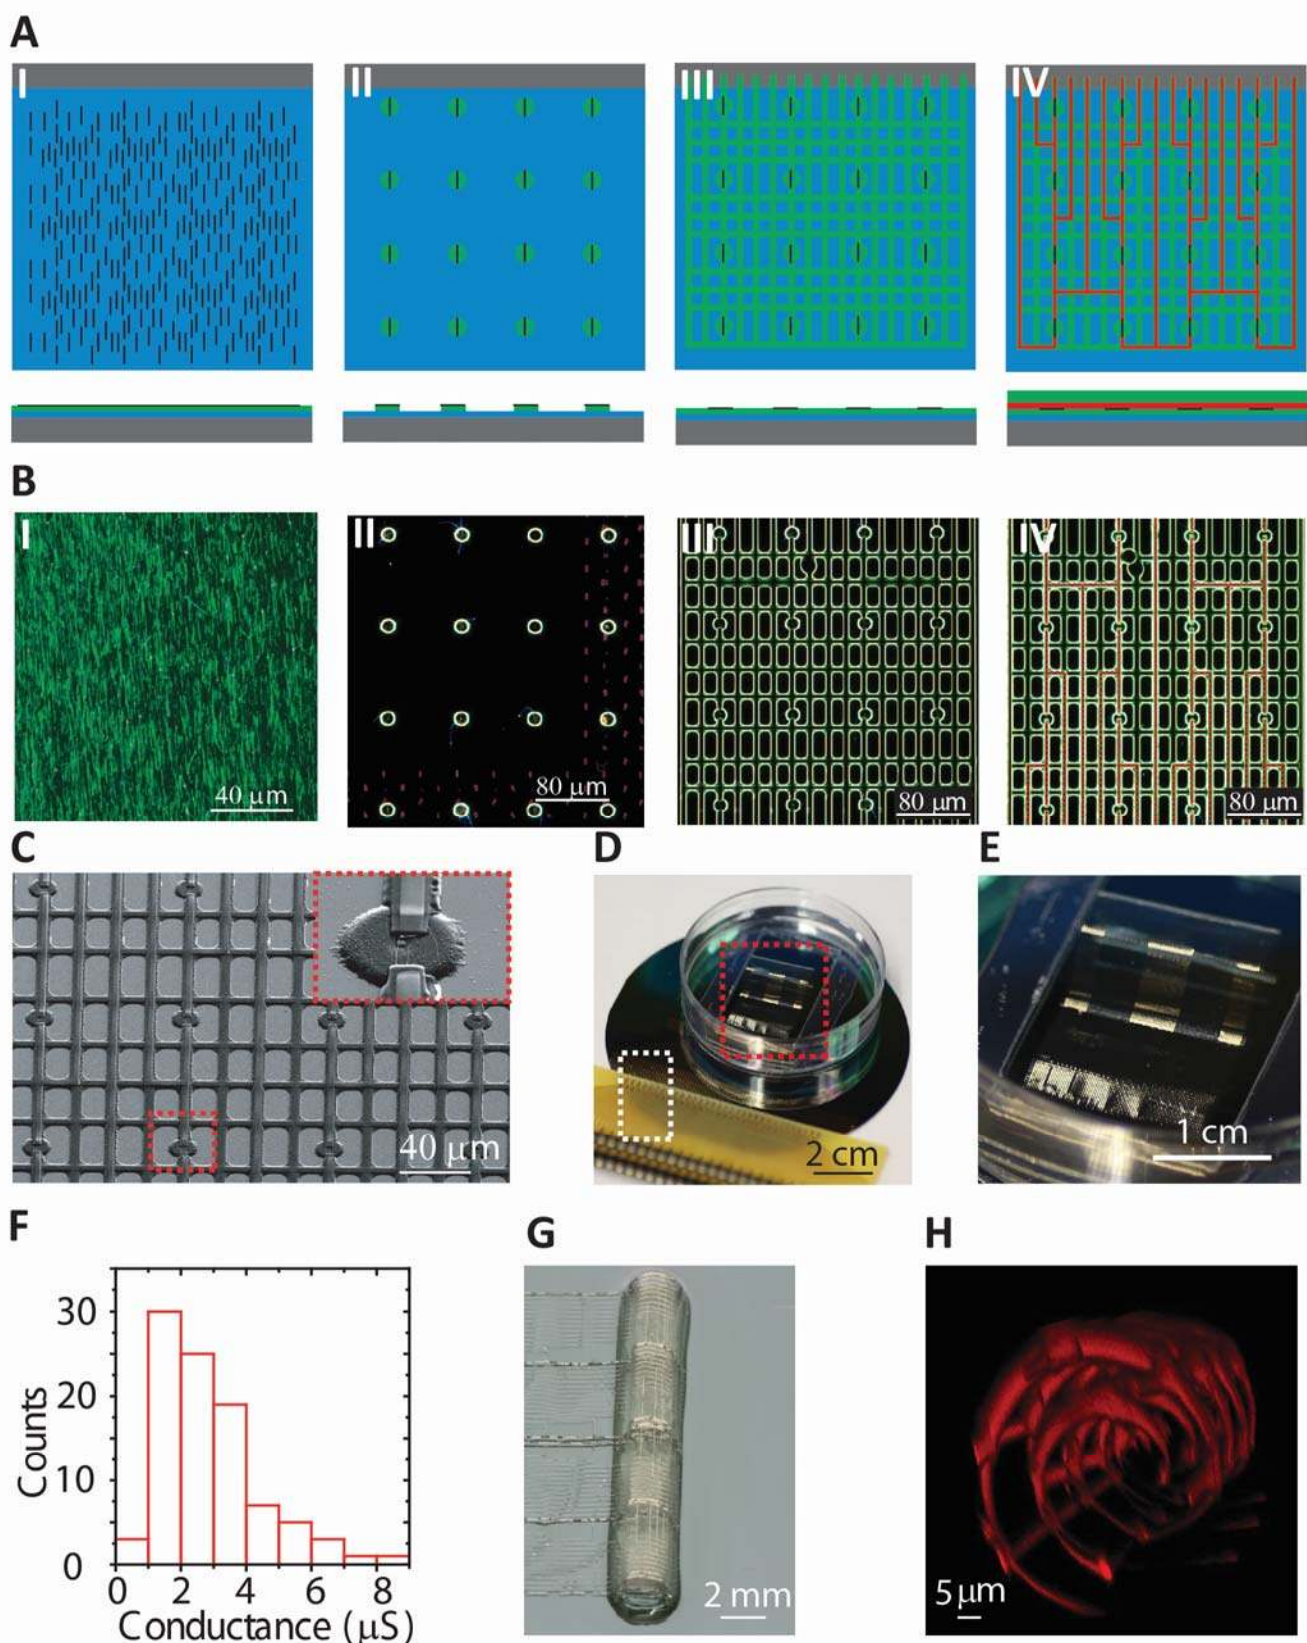 A
I II III IV
B
I II III IV
40 μm 80 μm 80 μm 80 μm
C D E
40 μm 2 cm 1 cm
F G H
30
20
10
0
Counts
0 2 4 6 8
Conductance (μS)
2 mm
5 μm